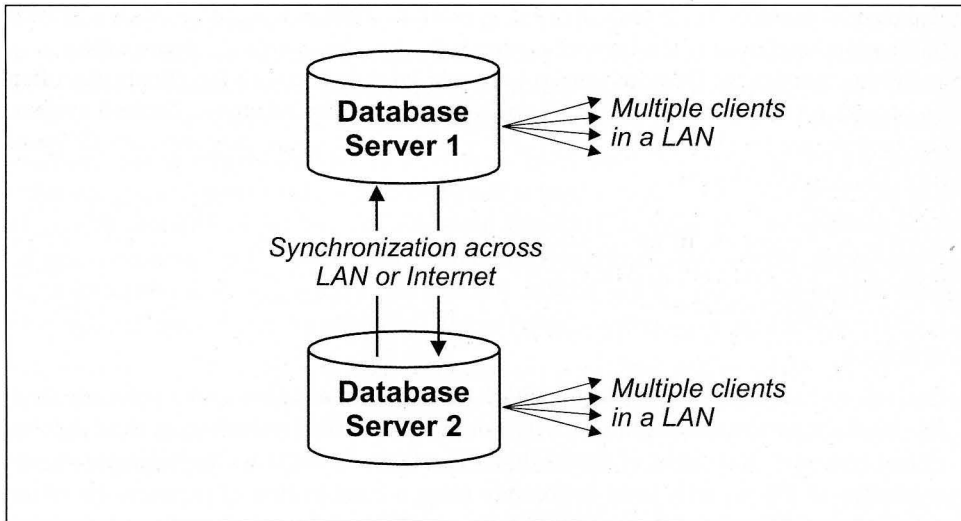 Database
Server 1
Multiple clients
in a LAN
Synchronization across
LAN or Internet
Database
Server 2
Multiple clients
in a LAN